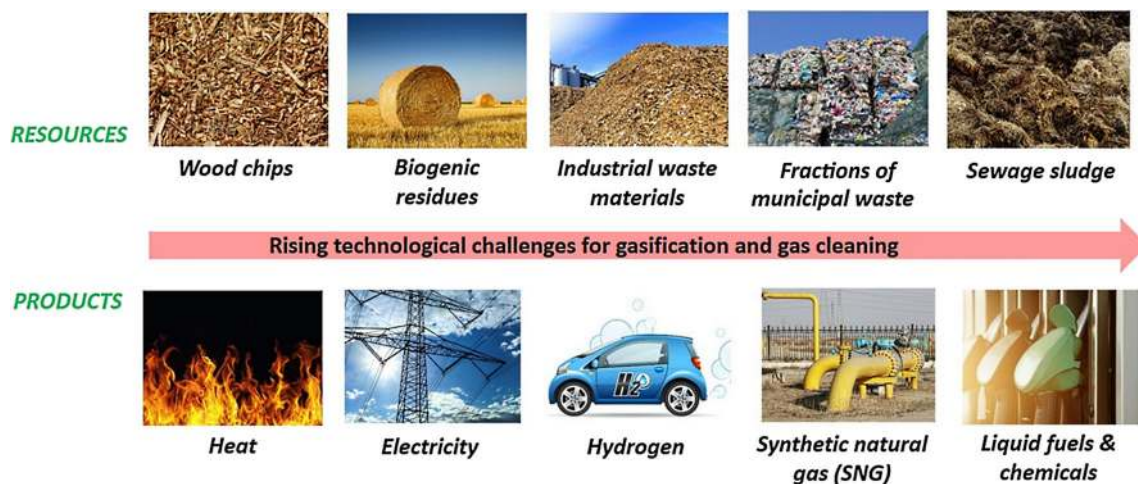 RESOURCES
Wood chips
Biogenic
residues
Industrial waste
materials
Fractions of
municipal waste
Sewage sludge
Rising technological challenges for gasification and gas cleaning
PRODUCTS
H2
Heat
Electricity
Hydrogen
Synthetic natural
gas (SNG)
Liquid fuels &
chemicals